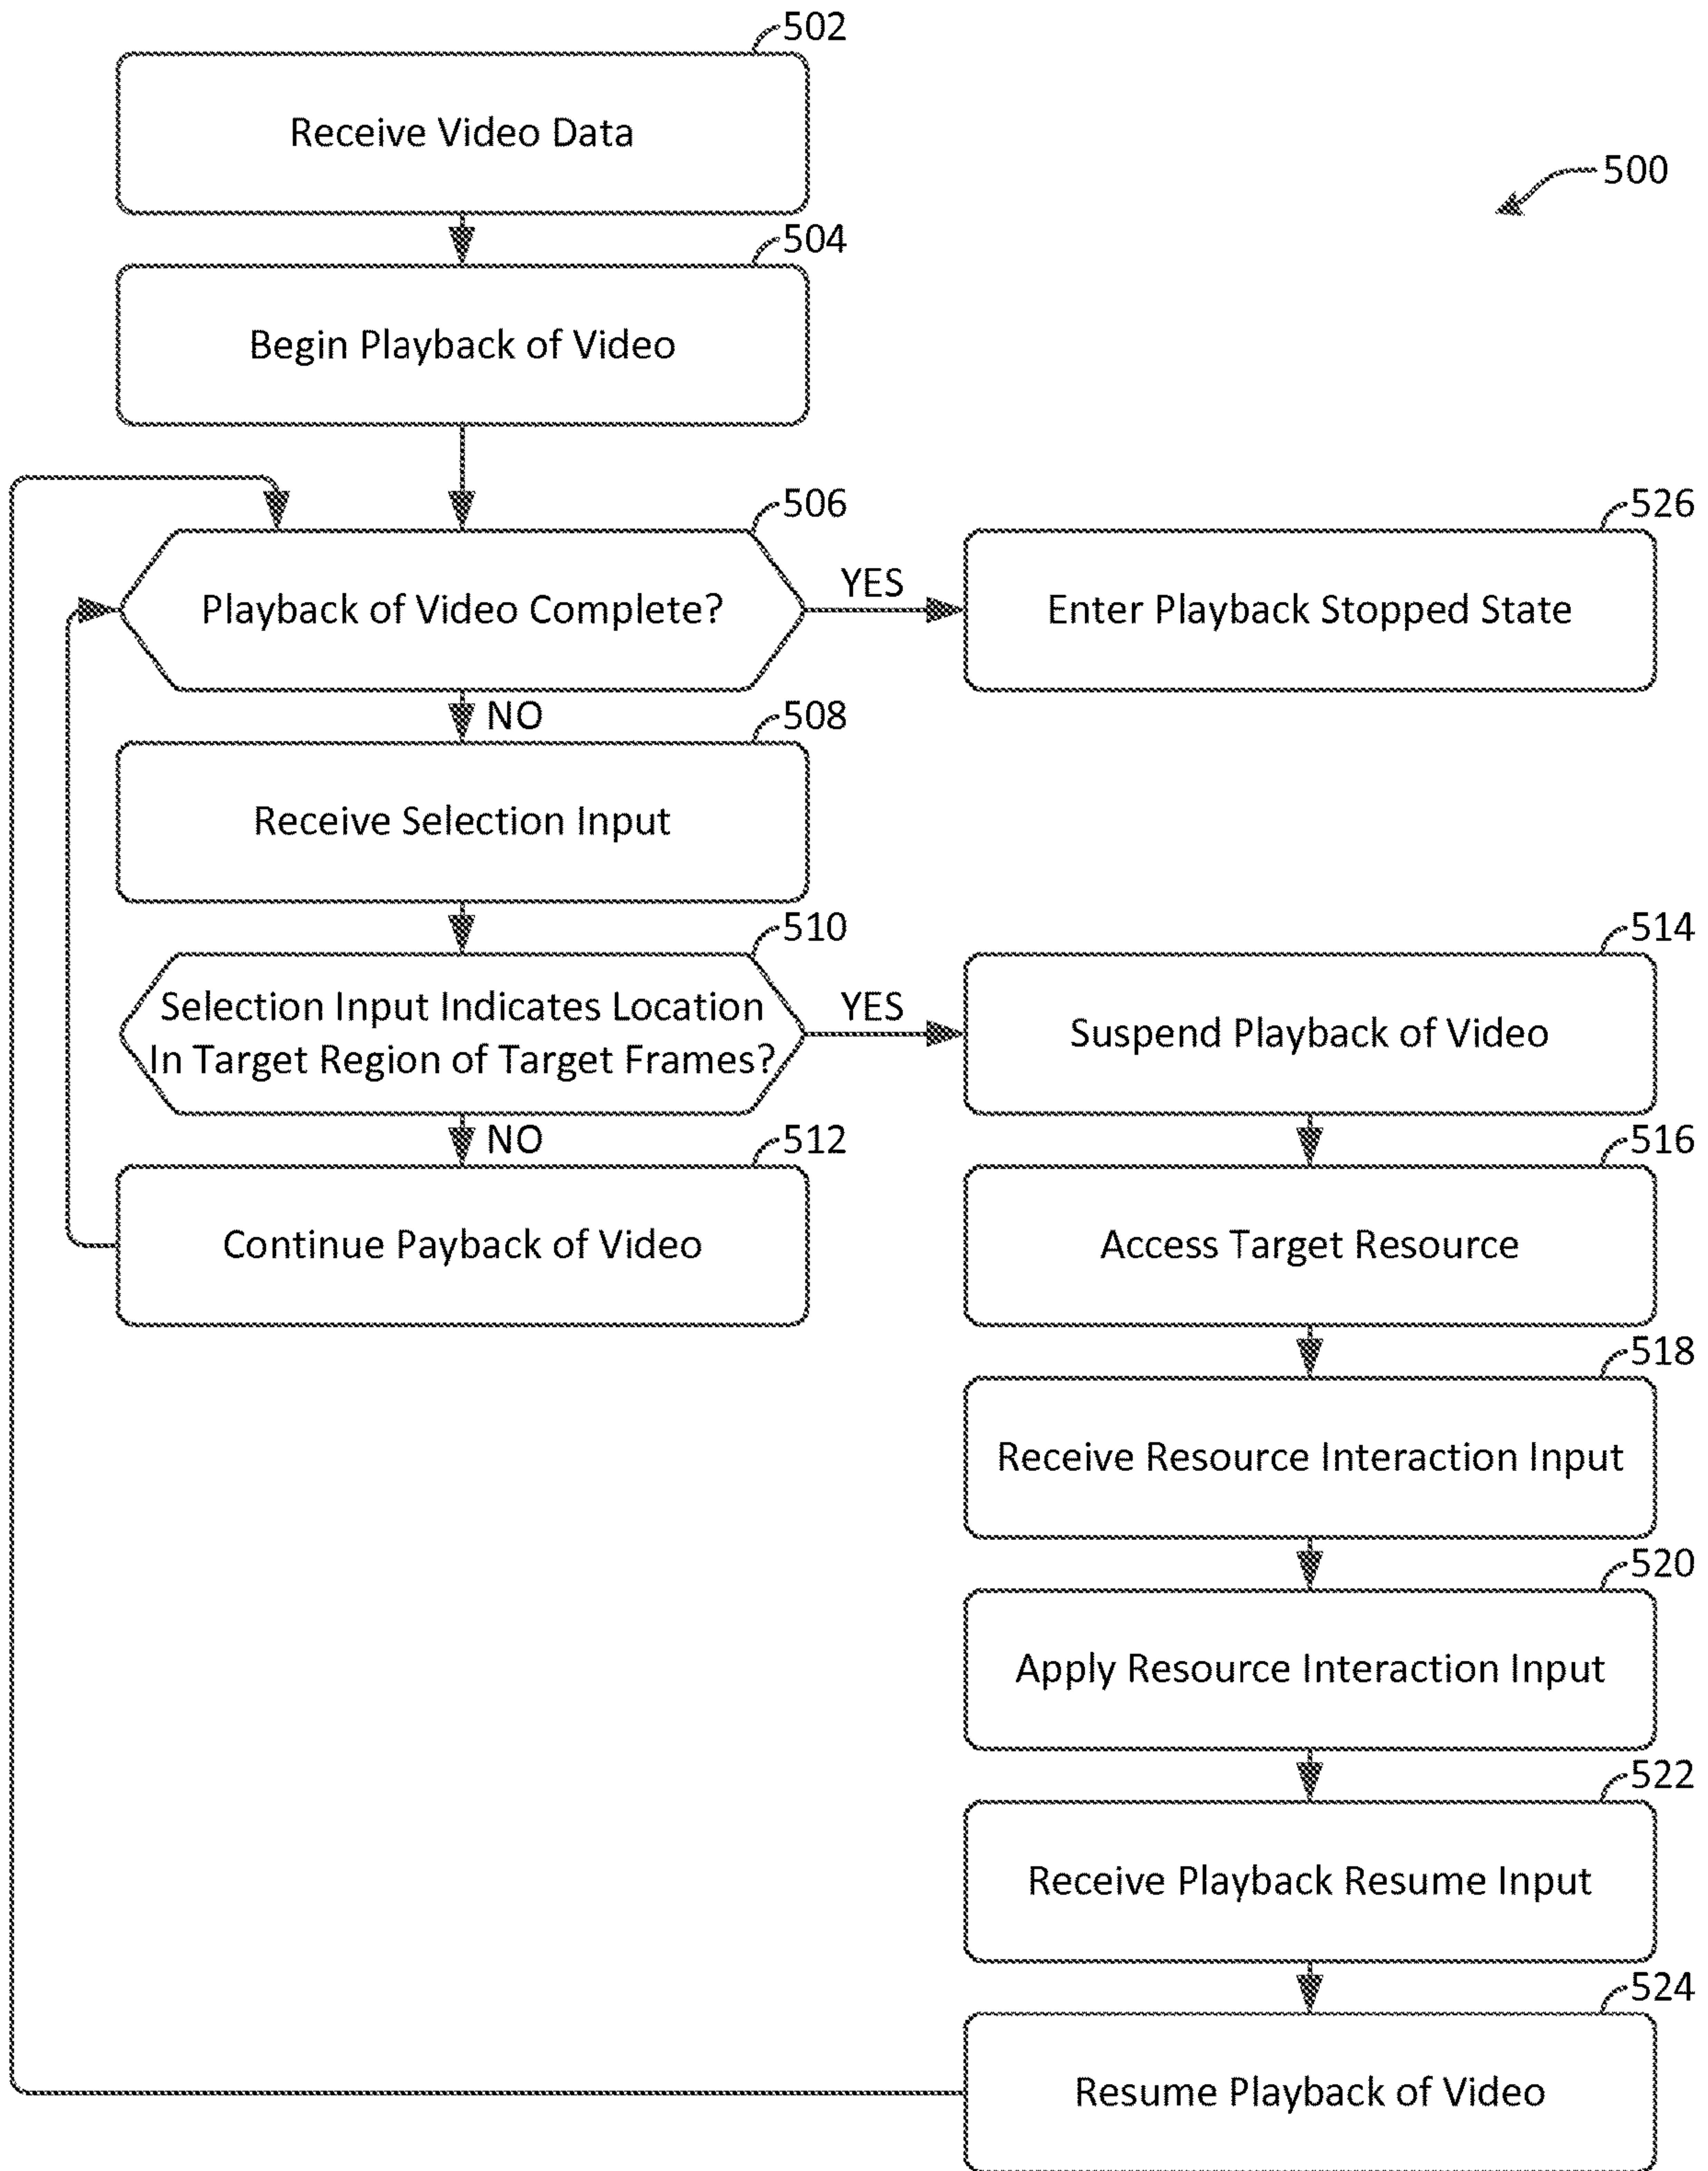 502
Receive Video Data
500
504
Begin Playback of Video
506
Playback of Video Complete?
YES
526
Enter Playback Stopped State
NO
508
Receive Selection Input
510
Selection Input Indicates Location
In Target Region of Target Frames?
YES
514
Suspend Playback of Video
NO
512
Continue Payback of Video
516
Access Target Resource
518
Receive Resource Interaction Input
520
Apply Resource Interaction Input
522
Receive Playback Resume Input
524
Resume Playback of Video